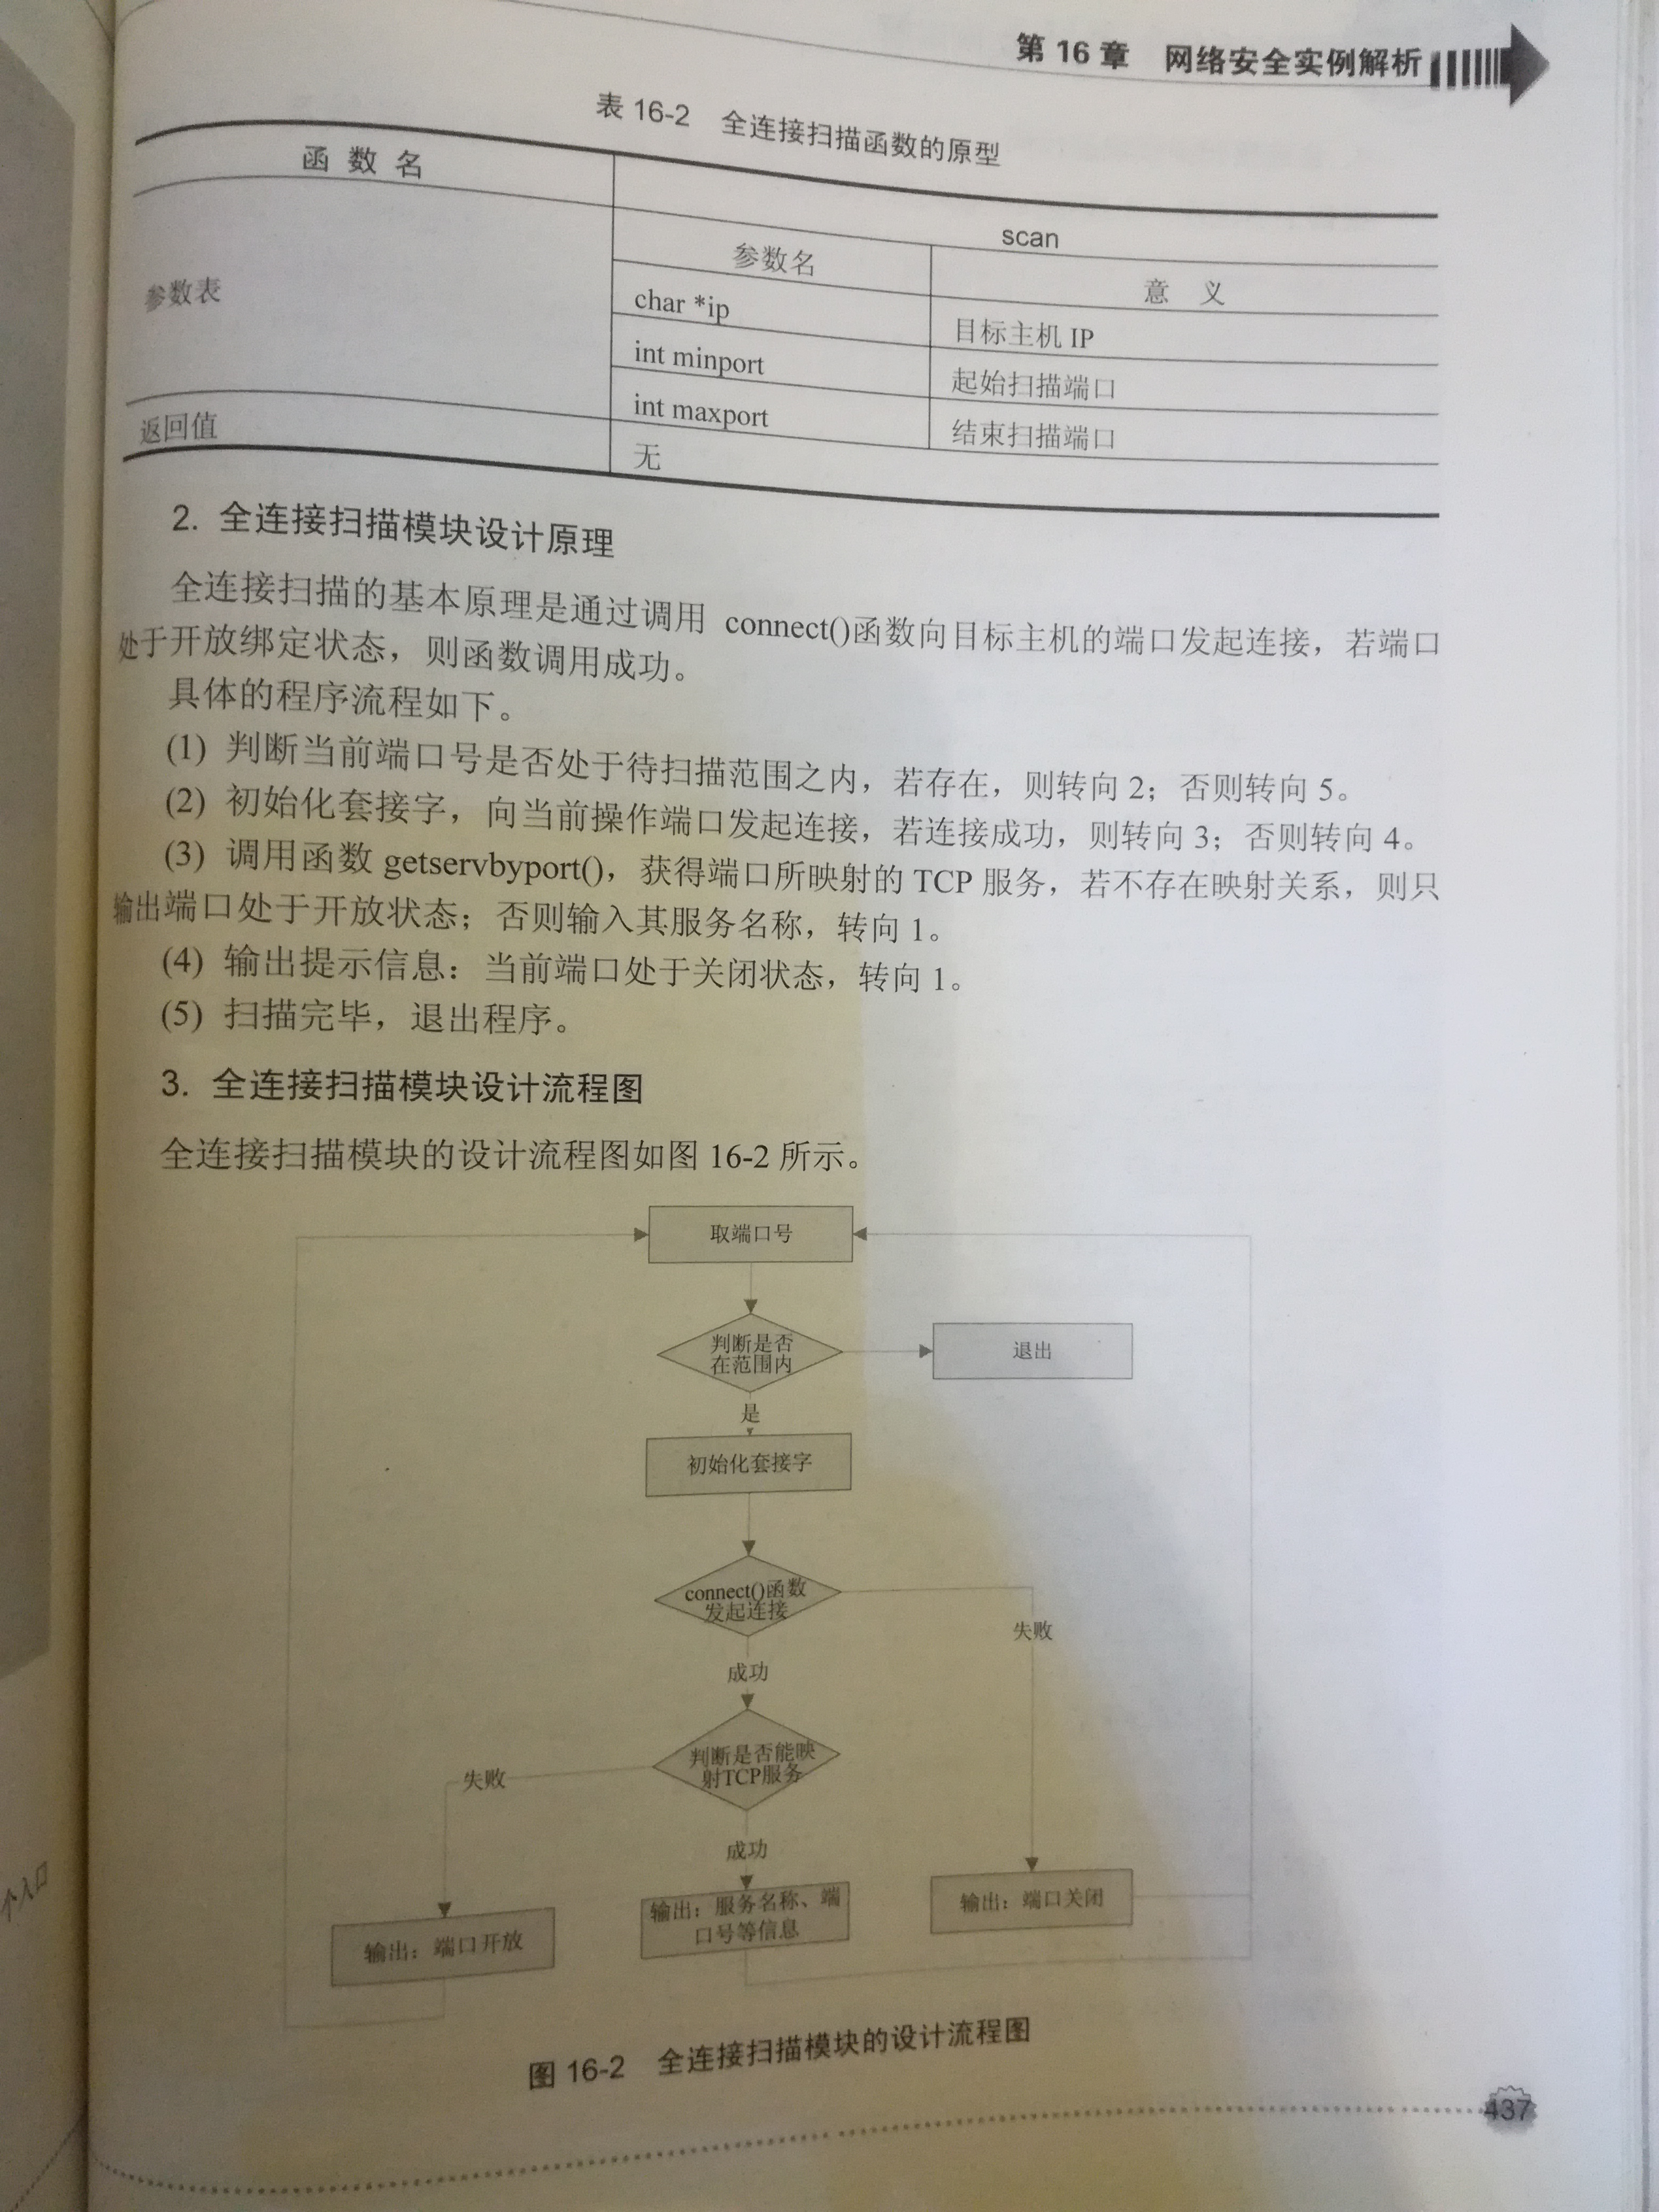 第 16 章 网络安全实例解析
表 16-2 全连接扫描函数的原型
函 数 名
scan
参数表
参数名
意 义
char *ip
目标主机 IP
int minport
起始扫描端口
int maxport
结束扫描端口
返回值
无
2. 全连接扫描模块设计原理
全连接扫描的基本原理是通过调用 connect()函数向目标主机的端口发起连接，若端口
处于开放绑定状态，则函数调用成功。
具体的程序流程如下。
(1) 判断当前端口号是否处于待扫描范围之内，若存在，则转向 2；否则转向 5。
(2) 初始化套接字，向当前操作端口发起连接，若连接成功，则转向 3；否则转向 4。
(3) 调用函数 getservbyport()，获得端口所映射的 TCP 服务，若不存在映射关系，则只
输出端口处于开放状态；否则输入其服务名称，转向 1。
(4) 输出提示信息：当前端口处于关闭状态，转向 1。
(5) 扫描完毕，退出程序。
3. 全连接扫描模块设计流程图
全连接扫描模块的设计流程图如图 16-2 所示。
取端口号
判断是否
在范围内
退出
是
初始化套接字
connect()函数
发起连接
失败
成功
判断是否能映
射TCP服务
失败
成功
输出：端口开放
输出：服务名称、端
口号等信息
输出：端口关闭
图 16-2 全连接扫描模块的设计流程图
437
个入口